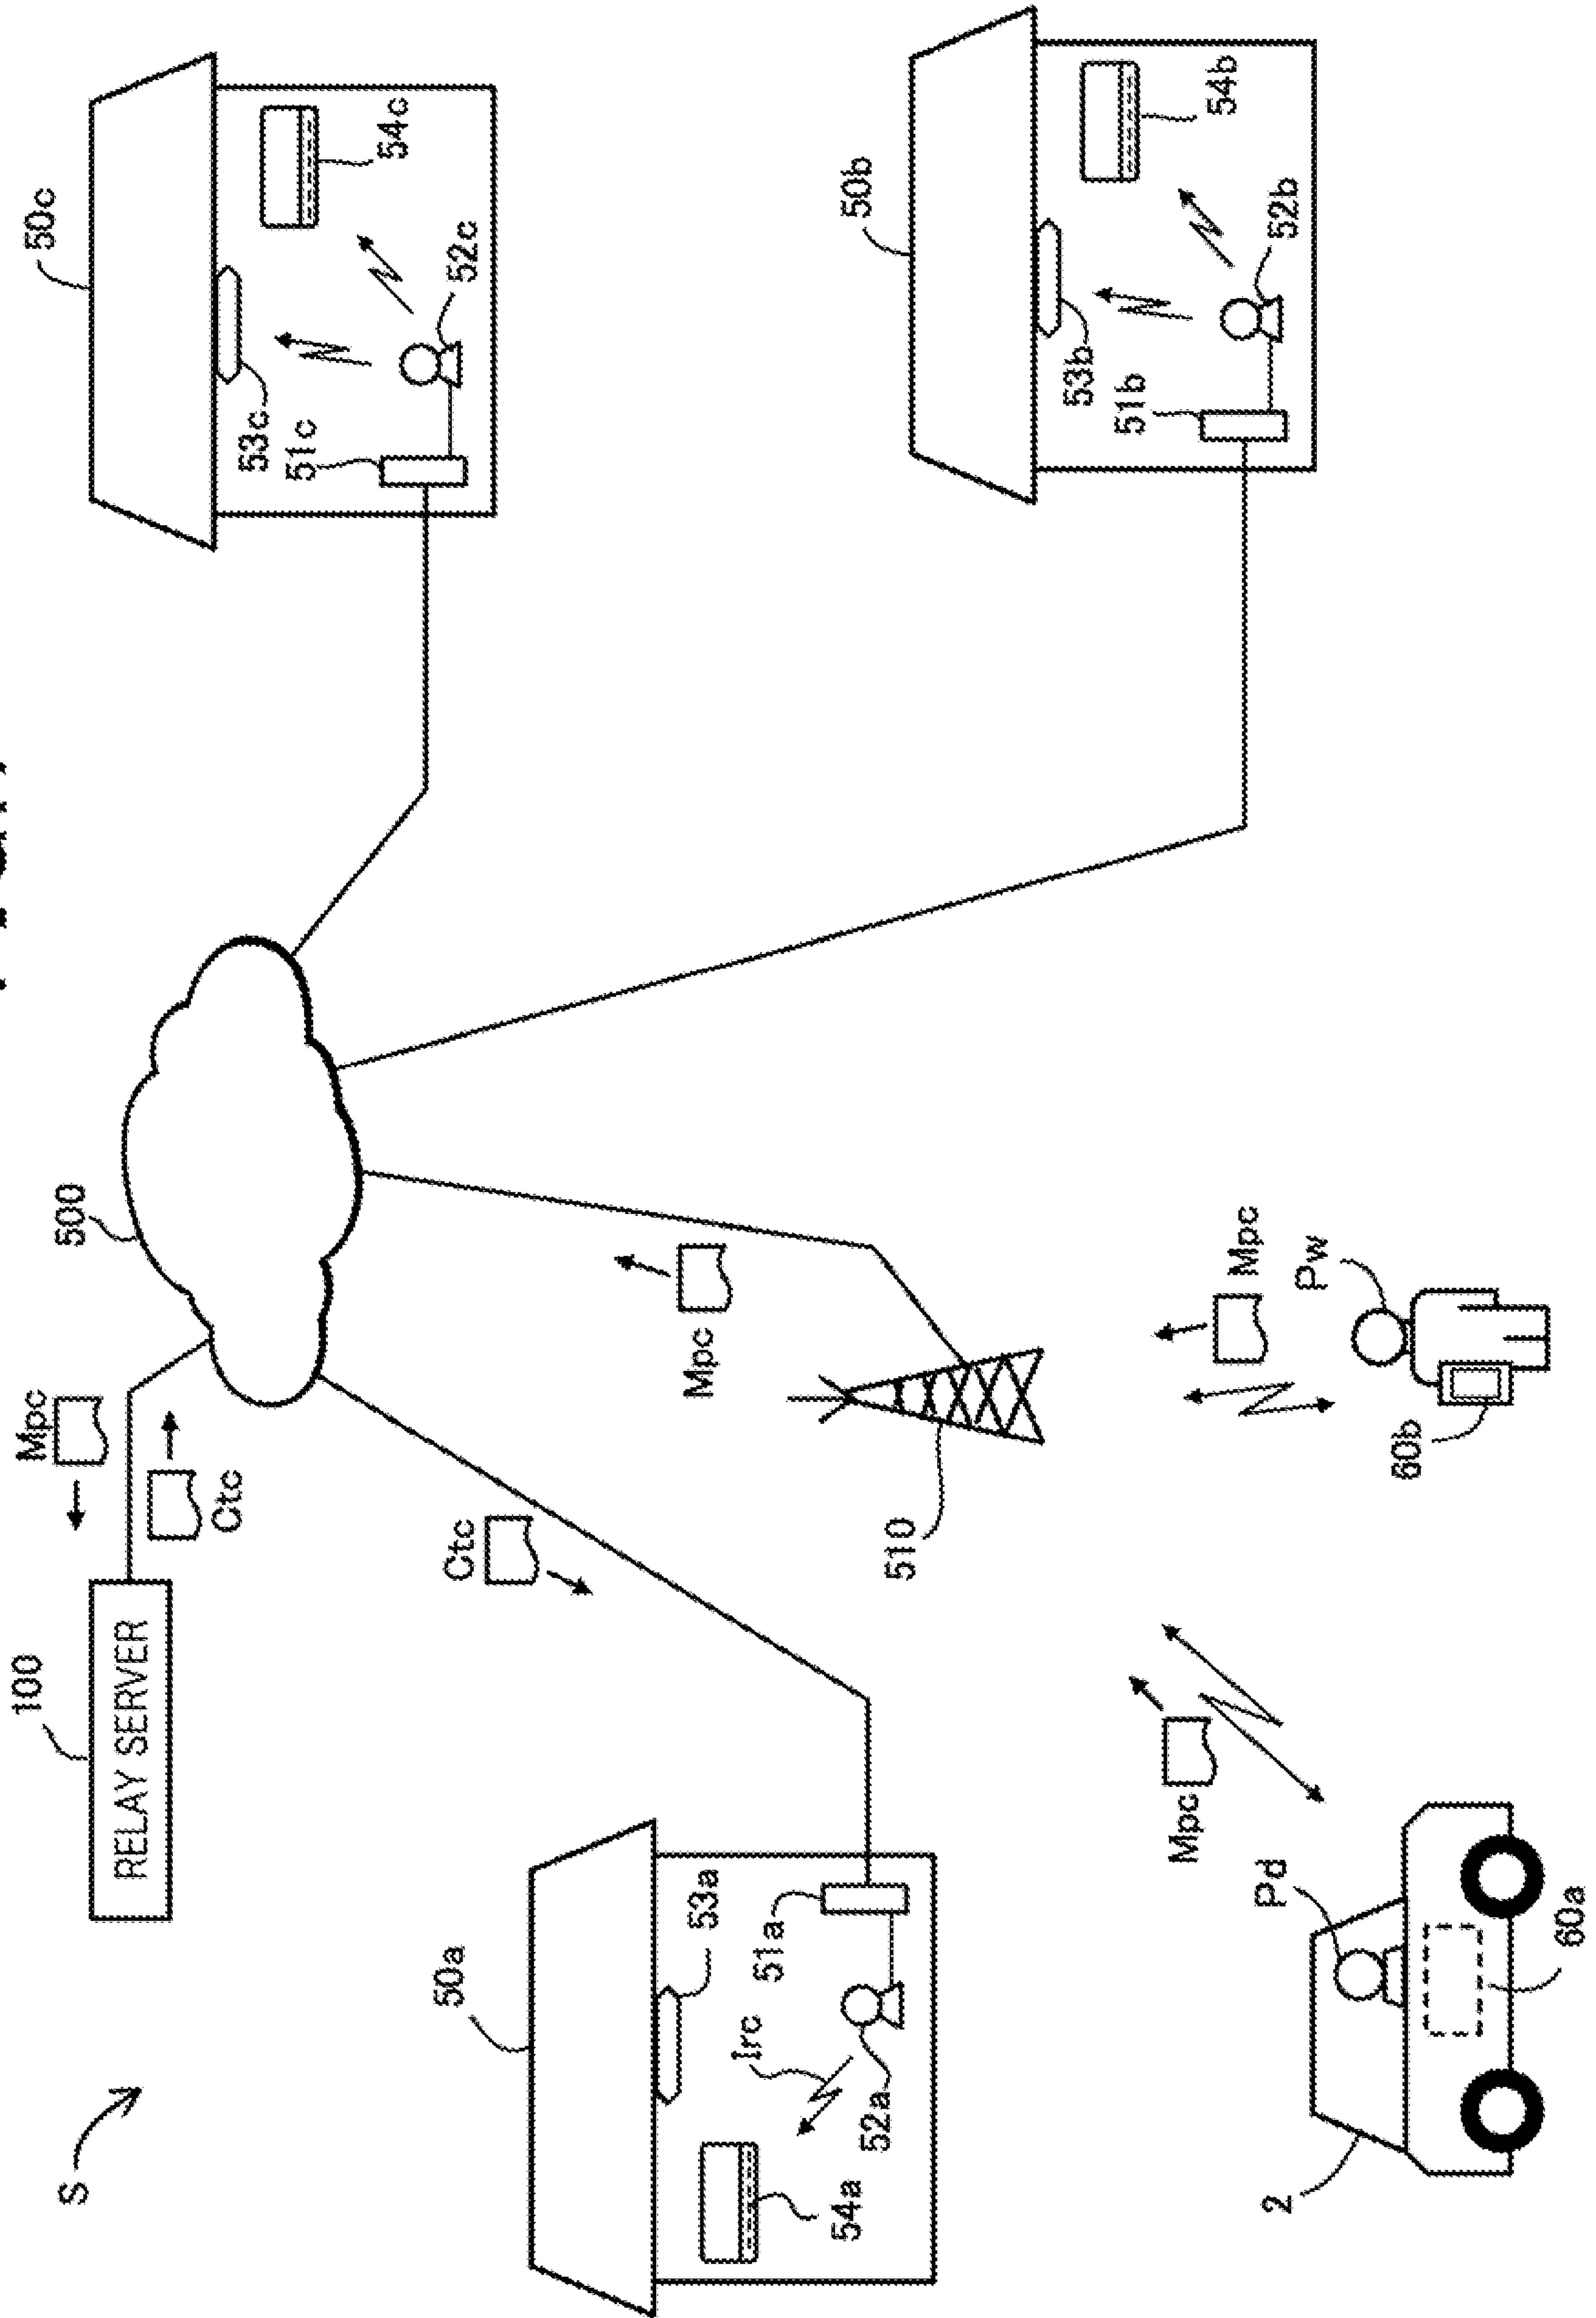 S
100
RELAY SERVER
Mpc
Ctc
500
50c
53c
51c
52c
54c
50a
53a
51a
Irc
52a
54a
Ctc
Mpc
510
50b
53b
51b
52b
54b
Mpc
Pd
2
60a
Mpc
Pw
60b